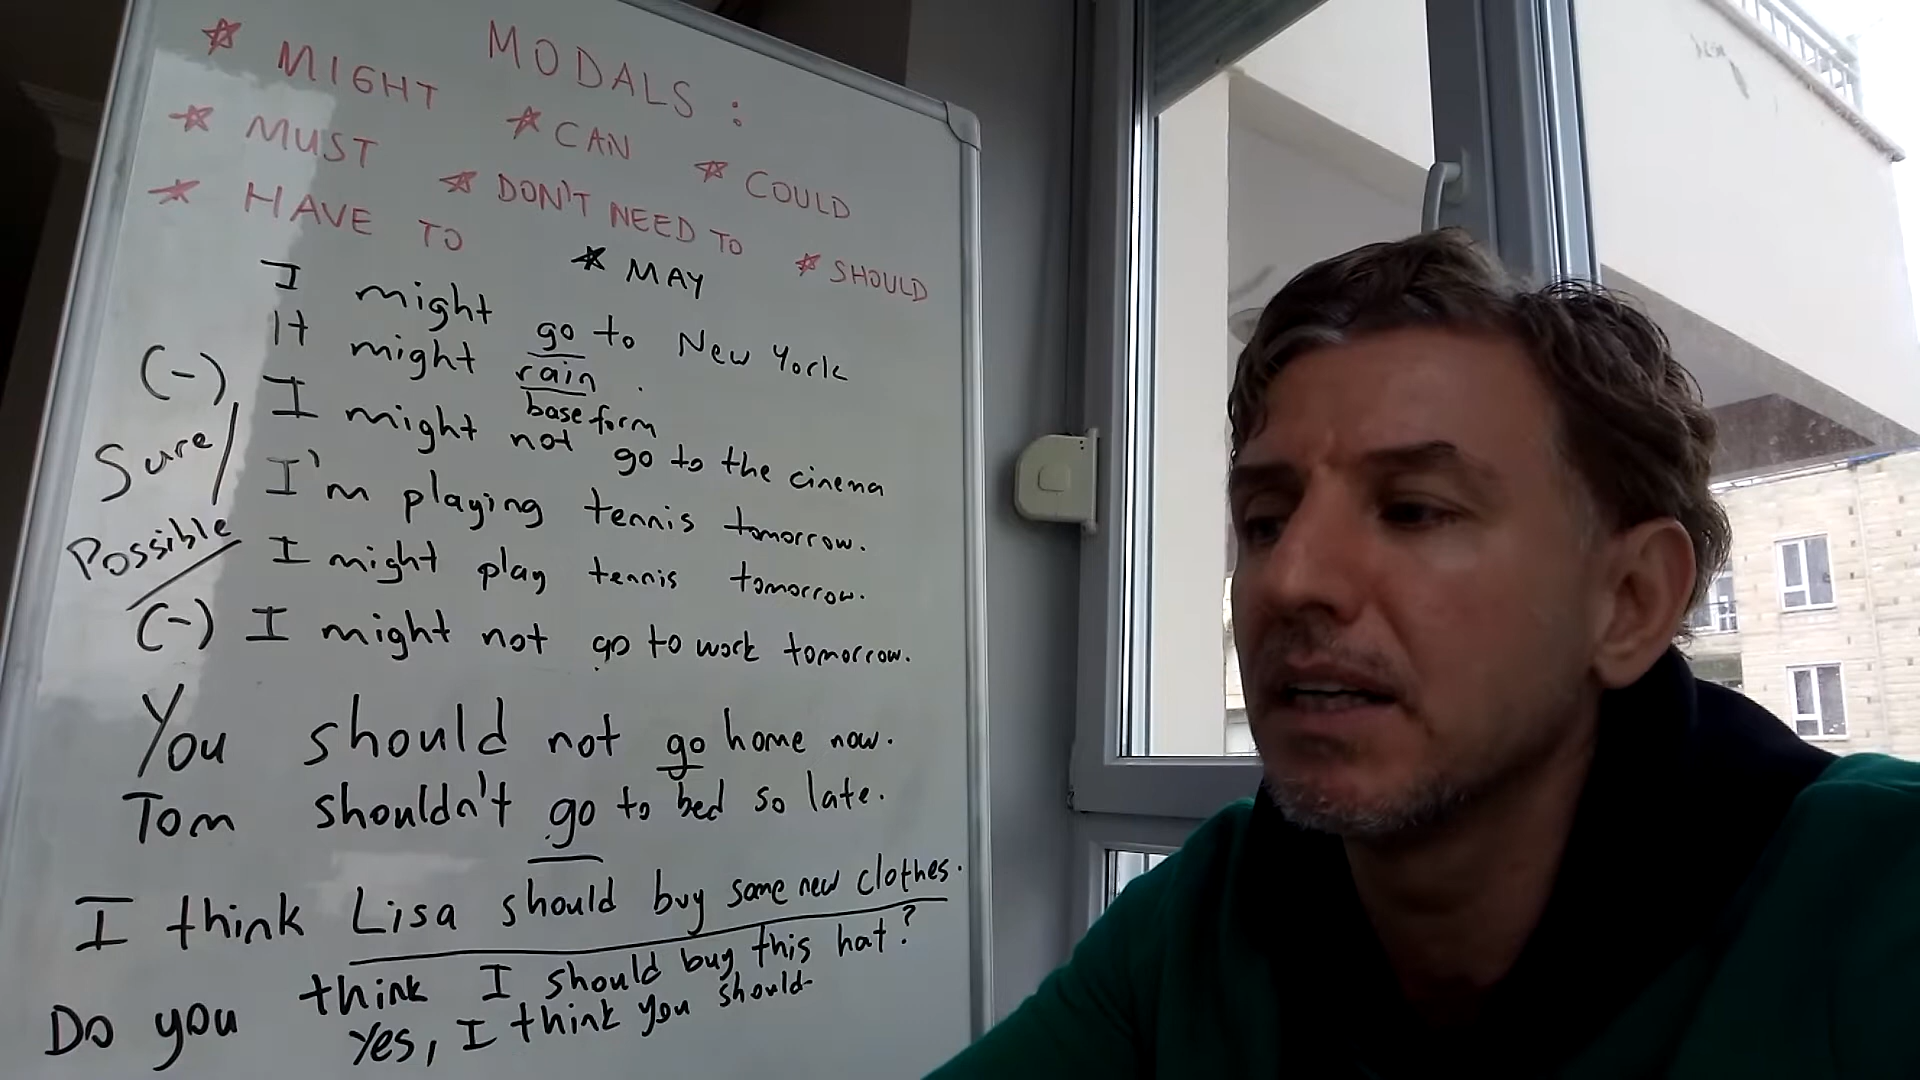 MODALS :
* MIGHT * CAN * COULD
* MUST * DON'T NEED TO * SHOULD
* HAVE TO * MAY
I might go to New York
It might rain .
base form
(-) I might not go to the cinema
Sure / I'm playing tennis tomorrow.
Possible / I might play tennis tomorrow.
(-) I might not go to work tomorrow.
You should not go home now.
Tom shouldn't go to bed so late.
I think Lisa should buy some new clothes.
Do you think I should buy this hat?
Yes, I think you should.